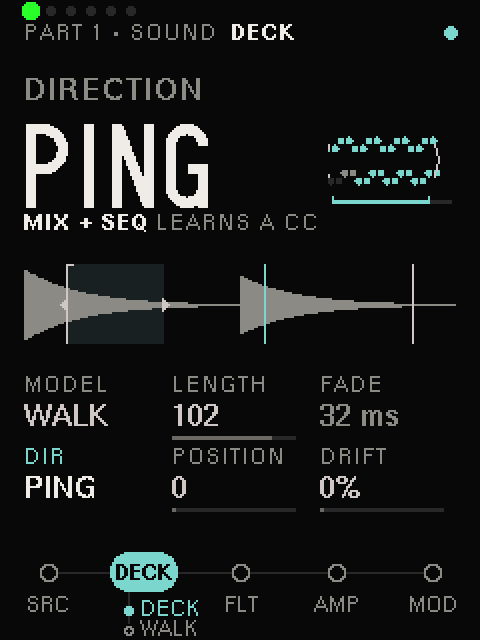 PART 1 · SOUND DECK
DIRECTION
PING
MIX + SEQ LEARNS A CC
MODEL LENGTH FADE
WALK 102 32 ms
DIR POSITION DRIFT
PING 0 0%
DECK
SRC DECK FLT AMP MOD
WALK